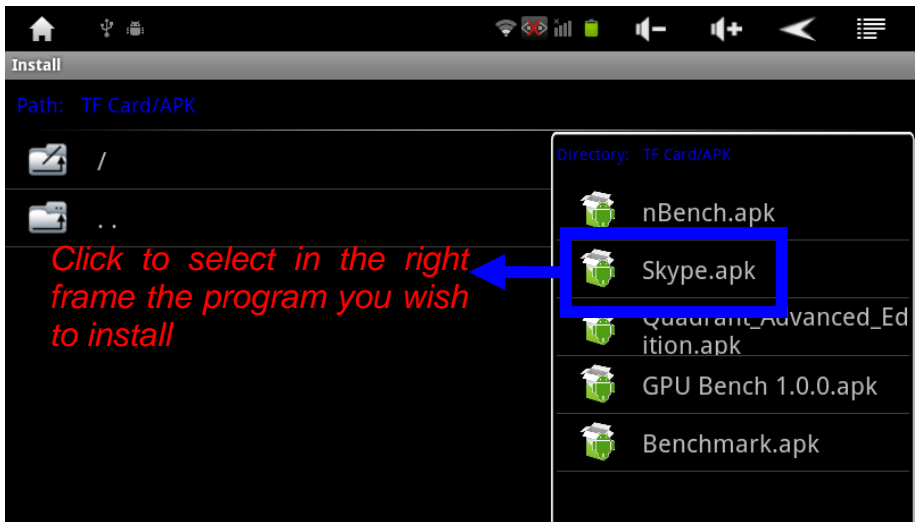 Install
Path: TF Card/APK
/
..
Click to select in the right
frame the program you wish
to install
Directory: TF Card/APK
nBench.apk
Skype.apk
Quadrant_Advanced_Ed
ition.apk
GPU Bench 1.0.0.apk
Benchmark.apk